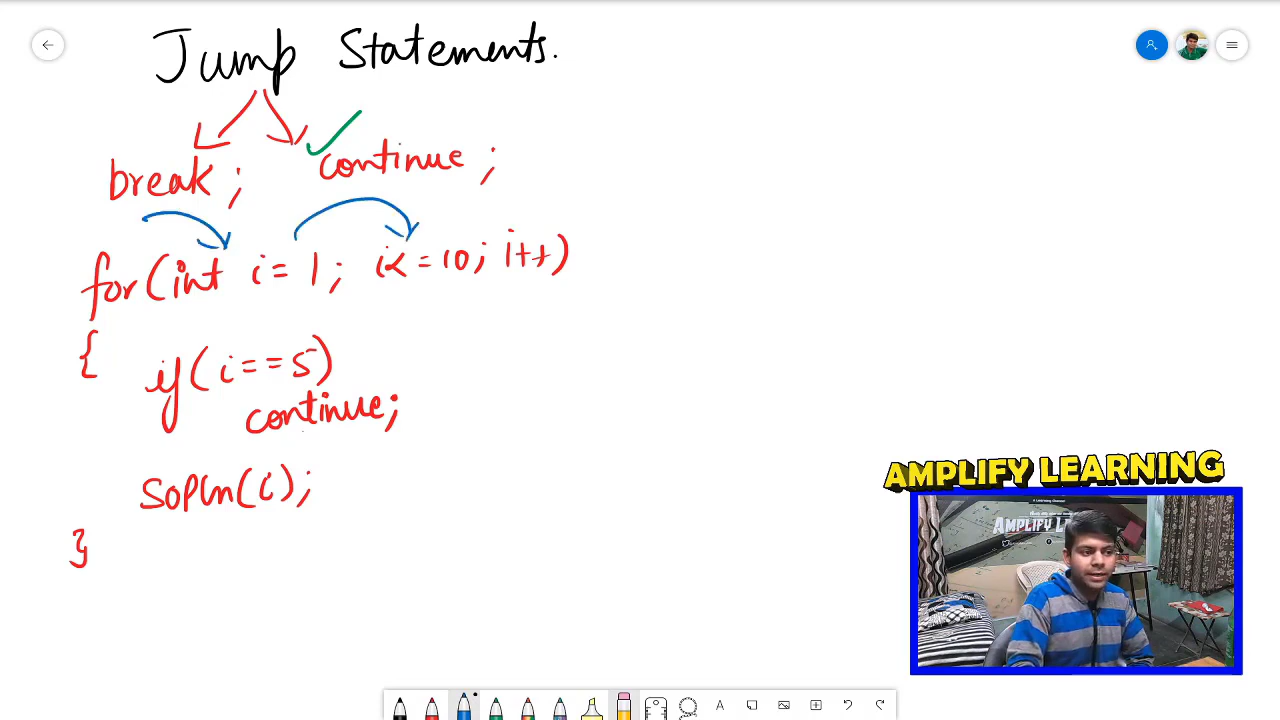 Jump Statements.
break; continue;
for(int i = 1; i<=10; i++)
{
if(i==5)
continue;
SOPln(i);
}
AMPLIFY LEARNING